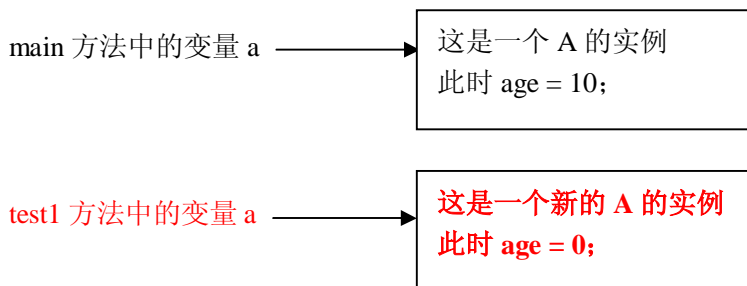 main 方法中的变量 a
这是一个 A 的实例
此时 age = 10；
test1 方法中的变量 a
这是一个新的 A 的实例
此时 age = 0；